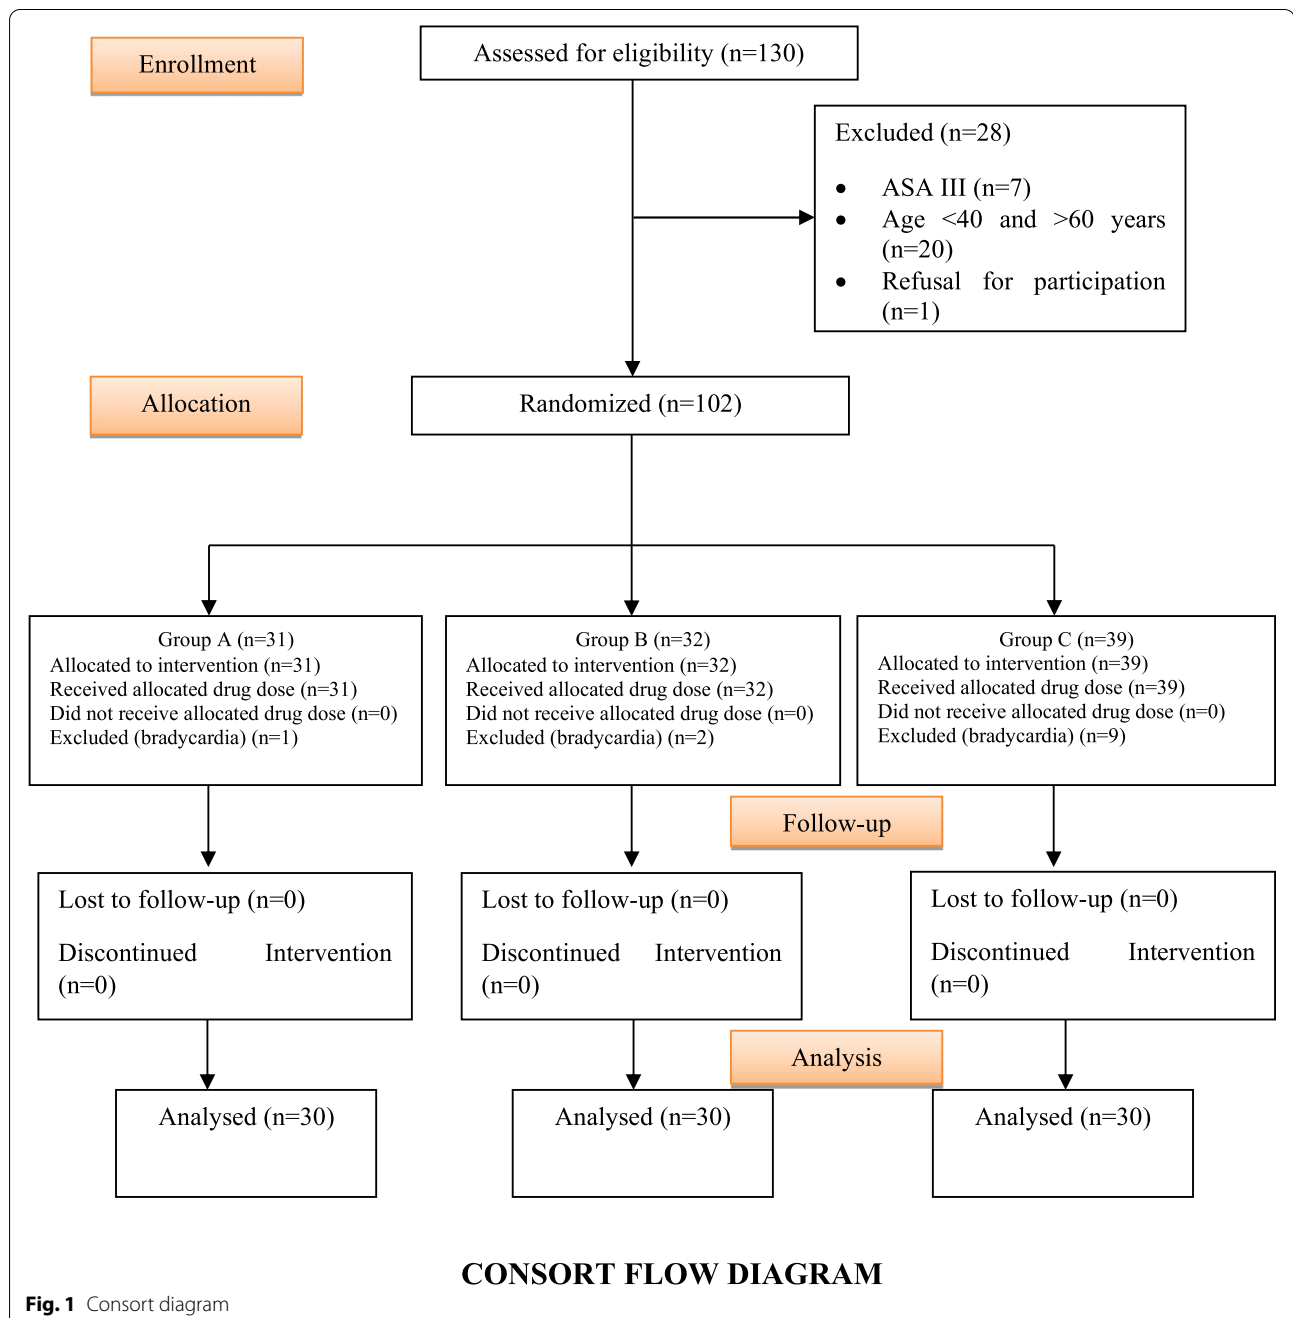 Enrollment
Assessed for eligibility (n=130)
Excluded (n=28)
• ASA III (n=7)
• Age <40 and >60 years
(n=20)
• Refusal for participation
(n=1)
Allocation
Randomized (n=102)
Group A (n=31)
Allocated to intervention (n=31)
Received allocated drug dose (n=31)
Did not receive allocated drug dose (n=0)
Excluded (bradycardia) (n=1)
Group B (n=32)
Allocated to intervention (n=32)
Received allocated drug dose (n=32)
Did not receive allocated drug dose (n=0)
Excluded (bradycardia) (n=2)
Group C (n=39)
Allocated to intervention (n=39)
Received allocated drug dose (n=39)
Did not receive allocated drug dose (n=0)
Excluded (bradycardia) (n=9)
Follow-up
Lost to follow-up (n=0)
Discontinued Intervention
(n=0)
Lost to follow-up (n=0)
Discontinued Intervention
(n=0)
Lost to follow-up (n=0)
Discontinued Intervention
(n=0)
Analysis
Analysed (n=30)
Analysed (n=30)
Analysed (n=30)
CONSORT FLOW DIAGRAM
Fig. 1 Consort diagram